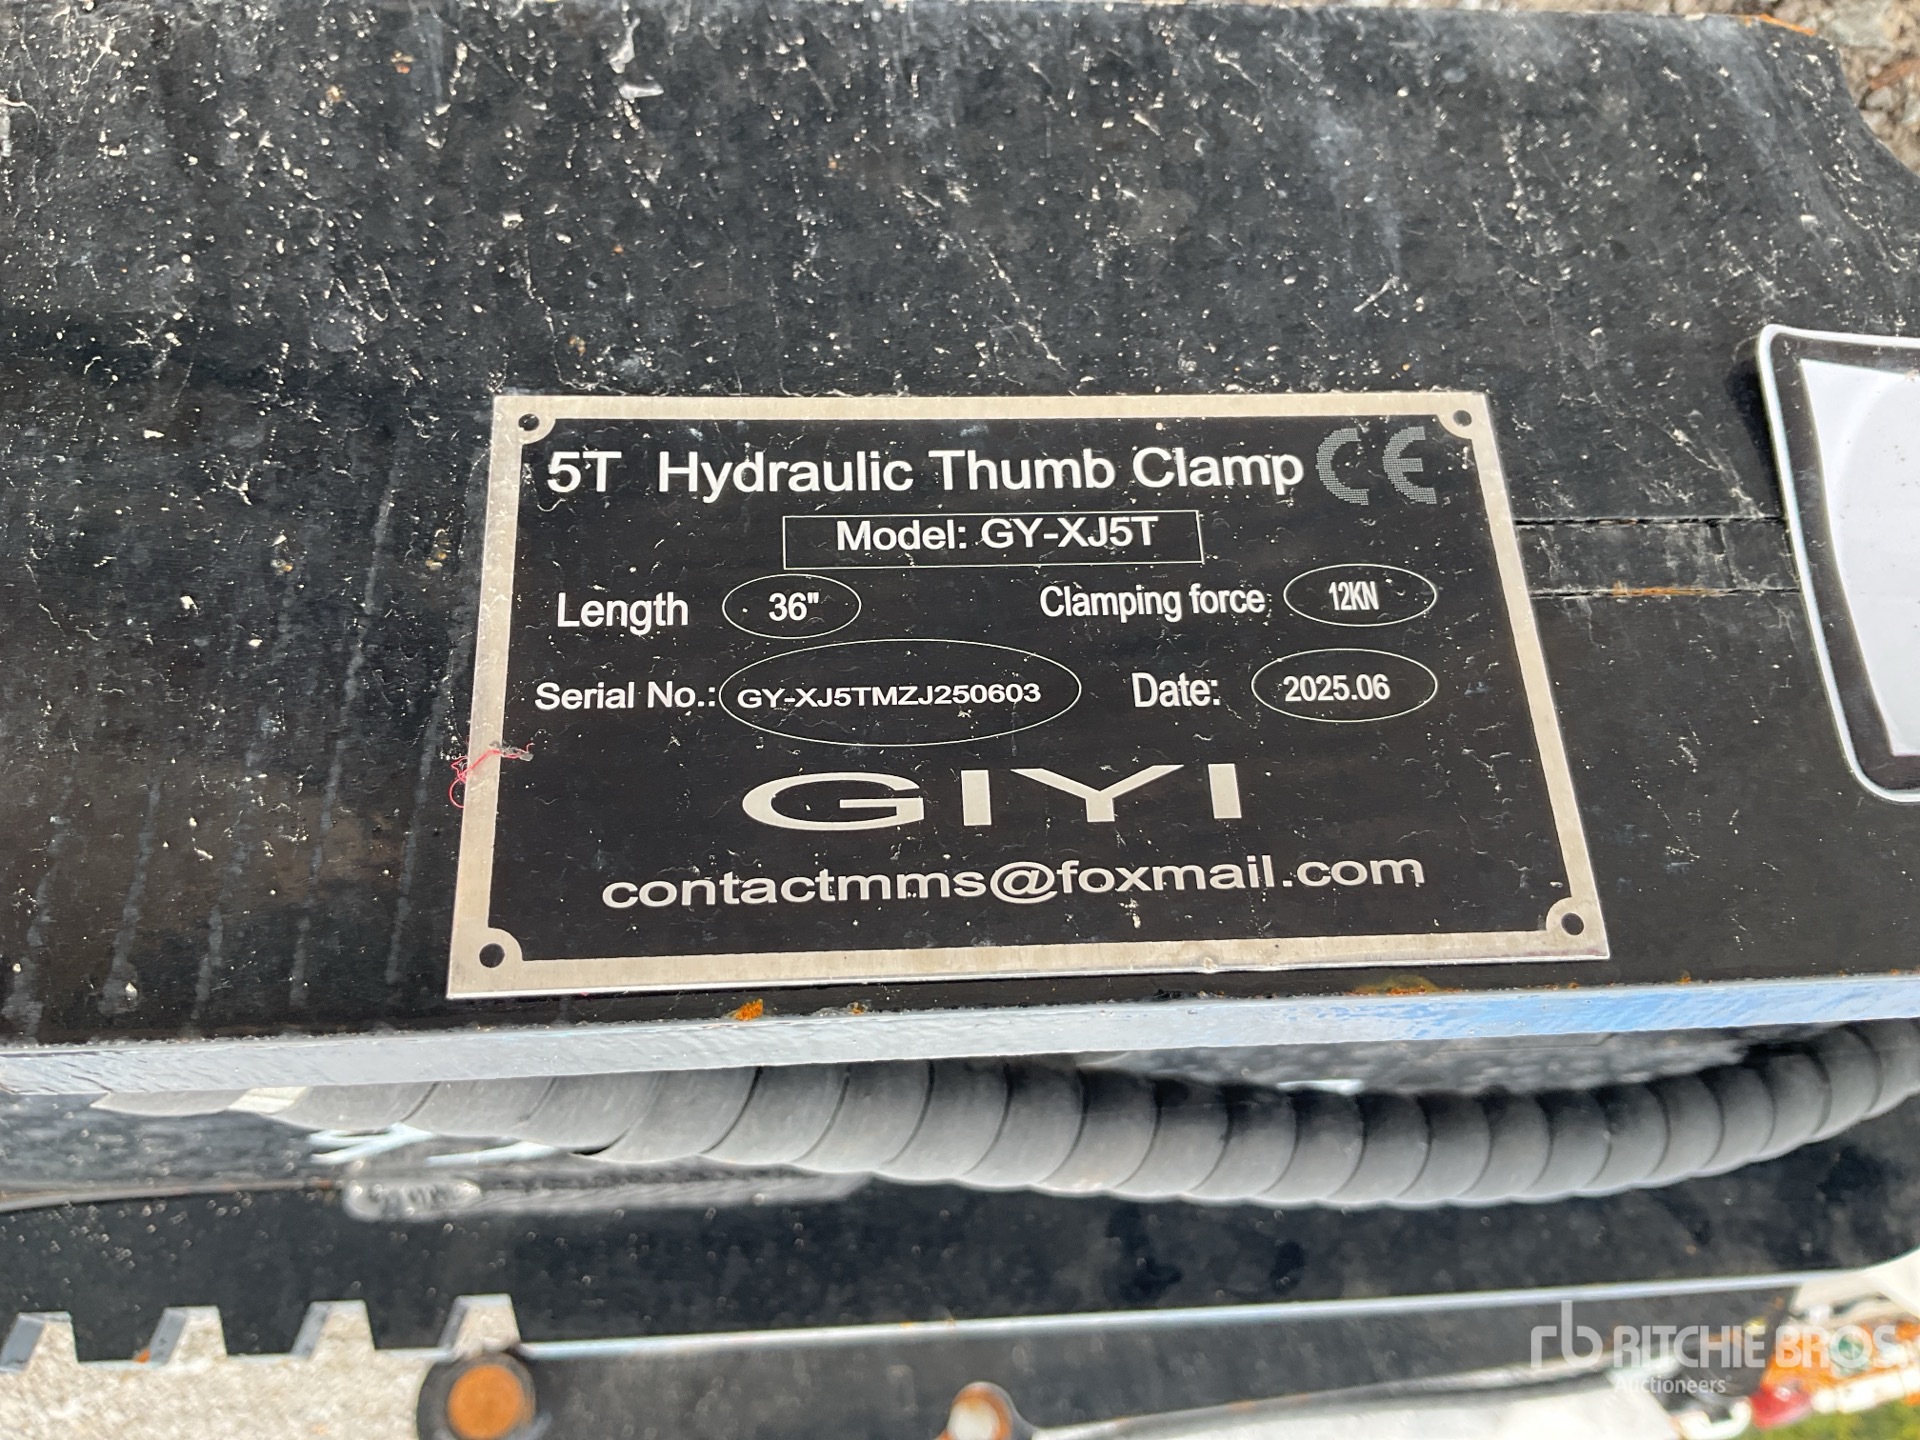 5T Hydraulic Thumb Clamp CE
Model: GY-XJ5T
Length 36" Clamping force 12KN
Serial No.: GY-XJ5TMZJ250603 Date: 2025.06
GIYI
contactmms@foxmail.com
rb RITCHIE BROS
Auctioneers